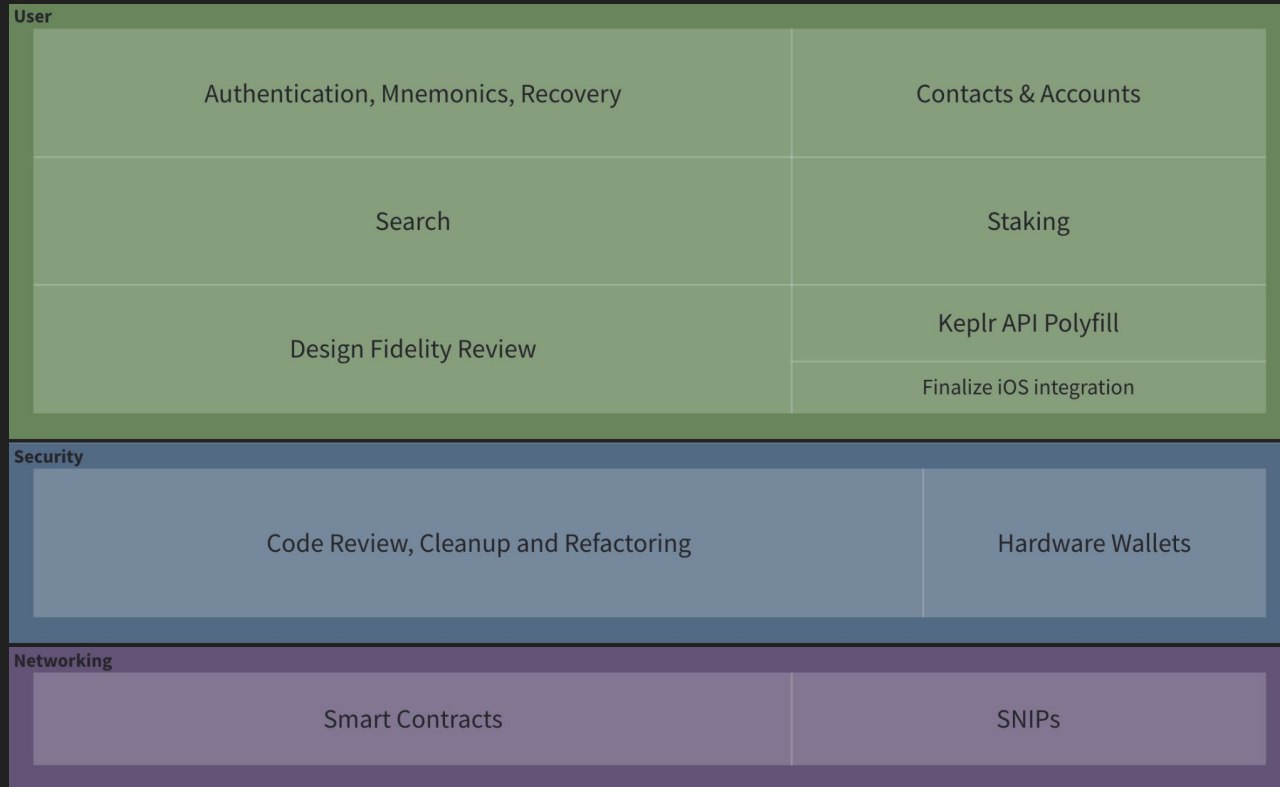 User
Authentication, Mnemonics, Recovery
Contacts & Accounts
Search
Staking
Design Fidelity Review
Keplr API Polyfill
Finalize iOS integration
Security
Code Review, Cleanup and Refactoring
Hardware Wallets
Networking
Smart Contracts
SNIPs